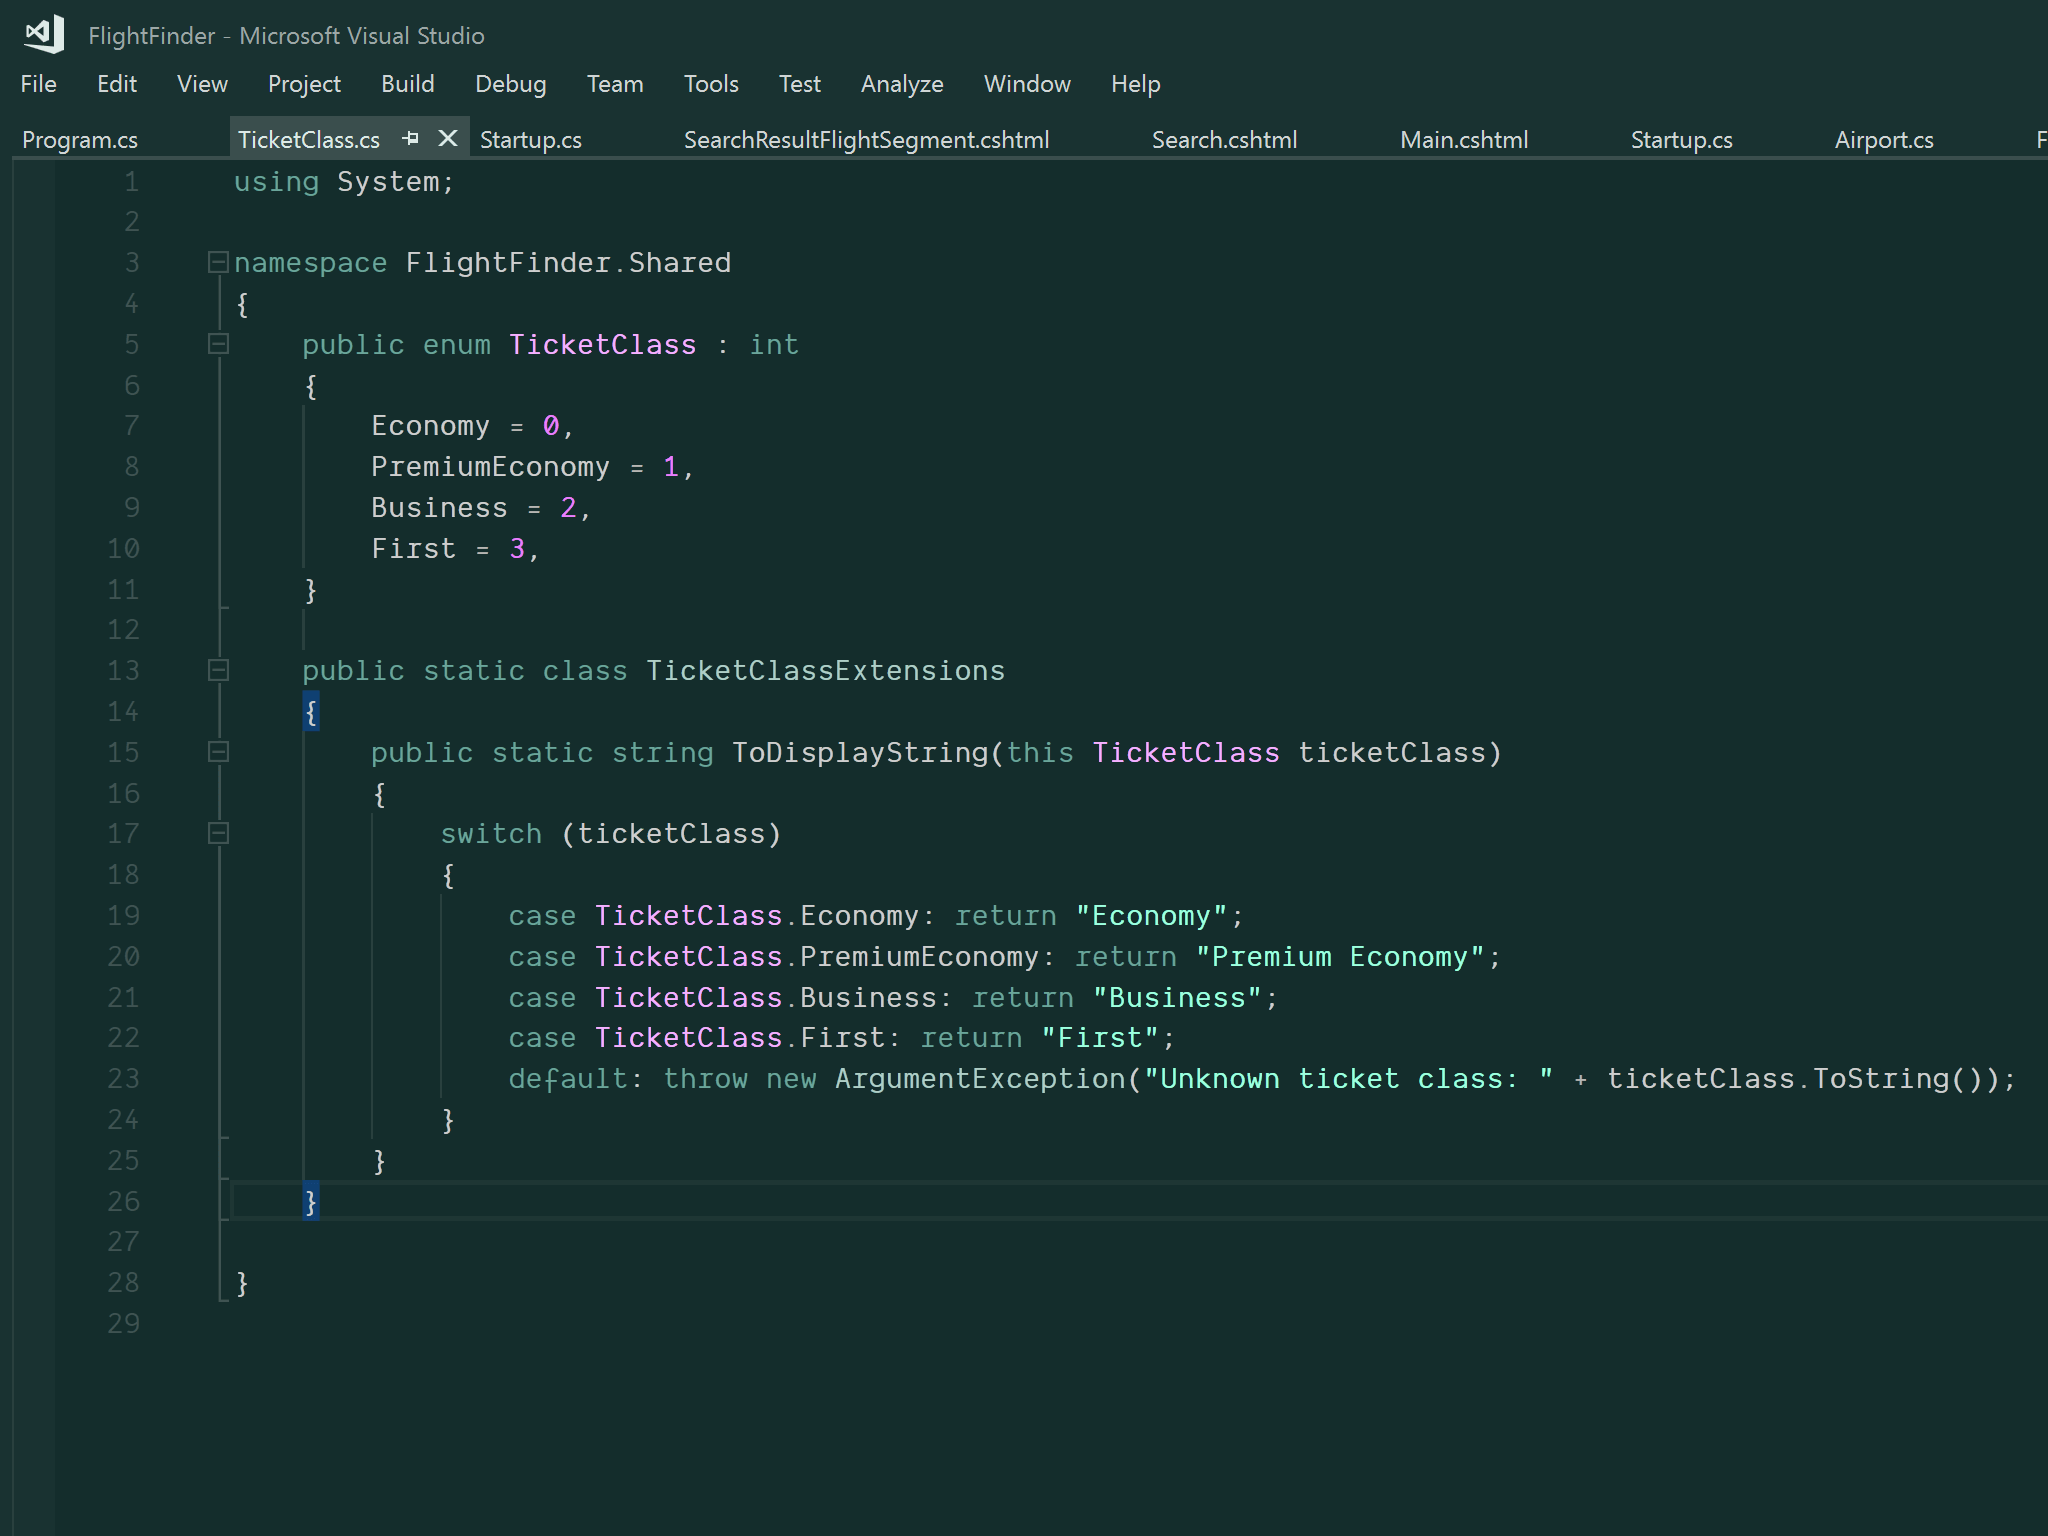 FlightFinder - Microsoft Visual Studio
File Edit View Project Build Debug Team Tools Test Analyze Window Help
Program.cs TicketClass.cs Startup.cs SearchResultFlightSegment.cshtml Search.cshtml Main.cshtml Startup.cs Airport.cs F
1 using System;
2
3 namespace FlightFinder.Shared
4 {
5     public enum TicketClass : int
6     {
7         Economy = 0,
8         PremiumEconomy = 1,
9         Business = 2,
10         First = 3,
11     }
12
13     public static class TicketClassExtensions
14     {
15         public static string ToDisplayString(this TicketClass ticketClass)
16         {
17             switch (ticketClass)
18             {
19                 case TicketClass.Economy: return "Economy";
20                 case TicketClass.PremiumEconomy: return "Premium Economy";
21                 case TicketClass.Business: return "Business";
22                 case TicketClass.First: return "First";
23                 default: throw new ArgumentException("Unknown ticket class: " + ticketClass.ToString());
24             }
25         }
26     }
27
28 }
29